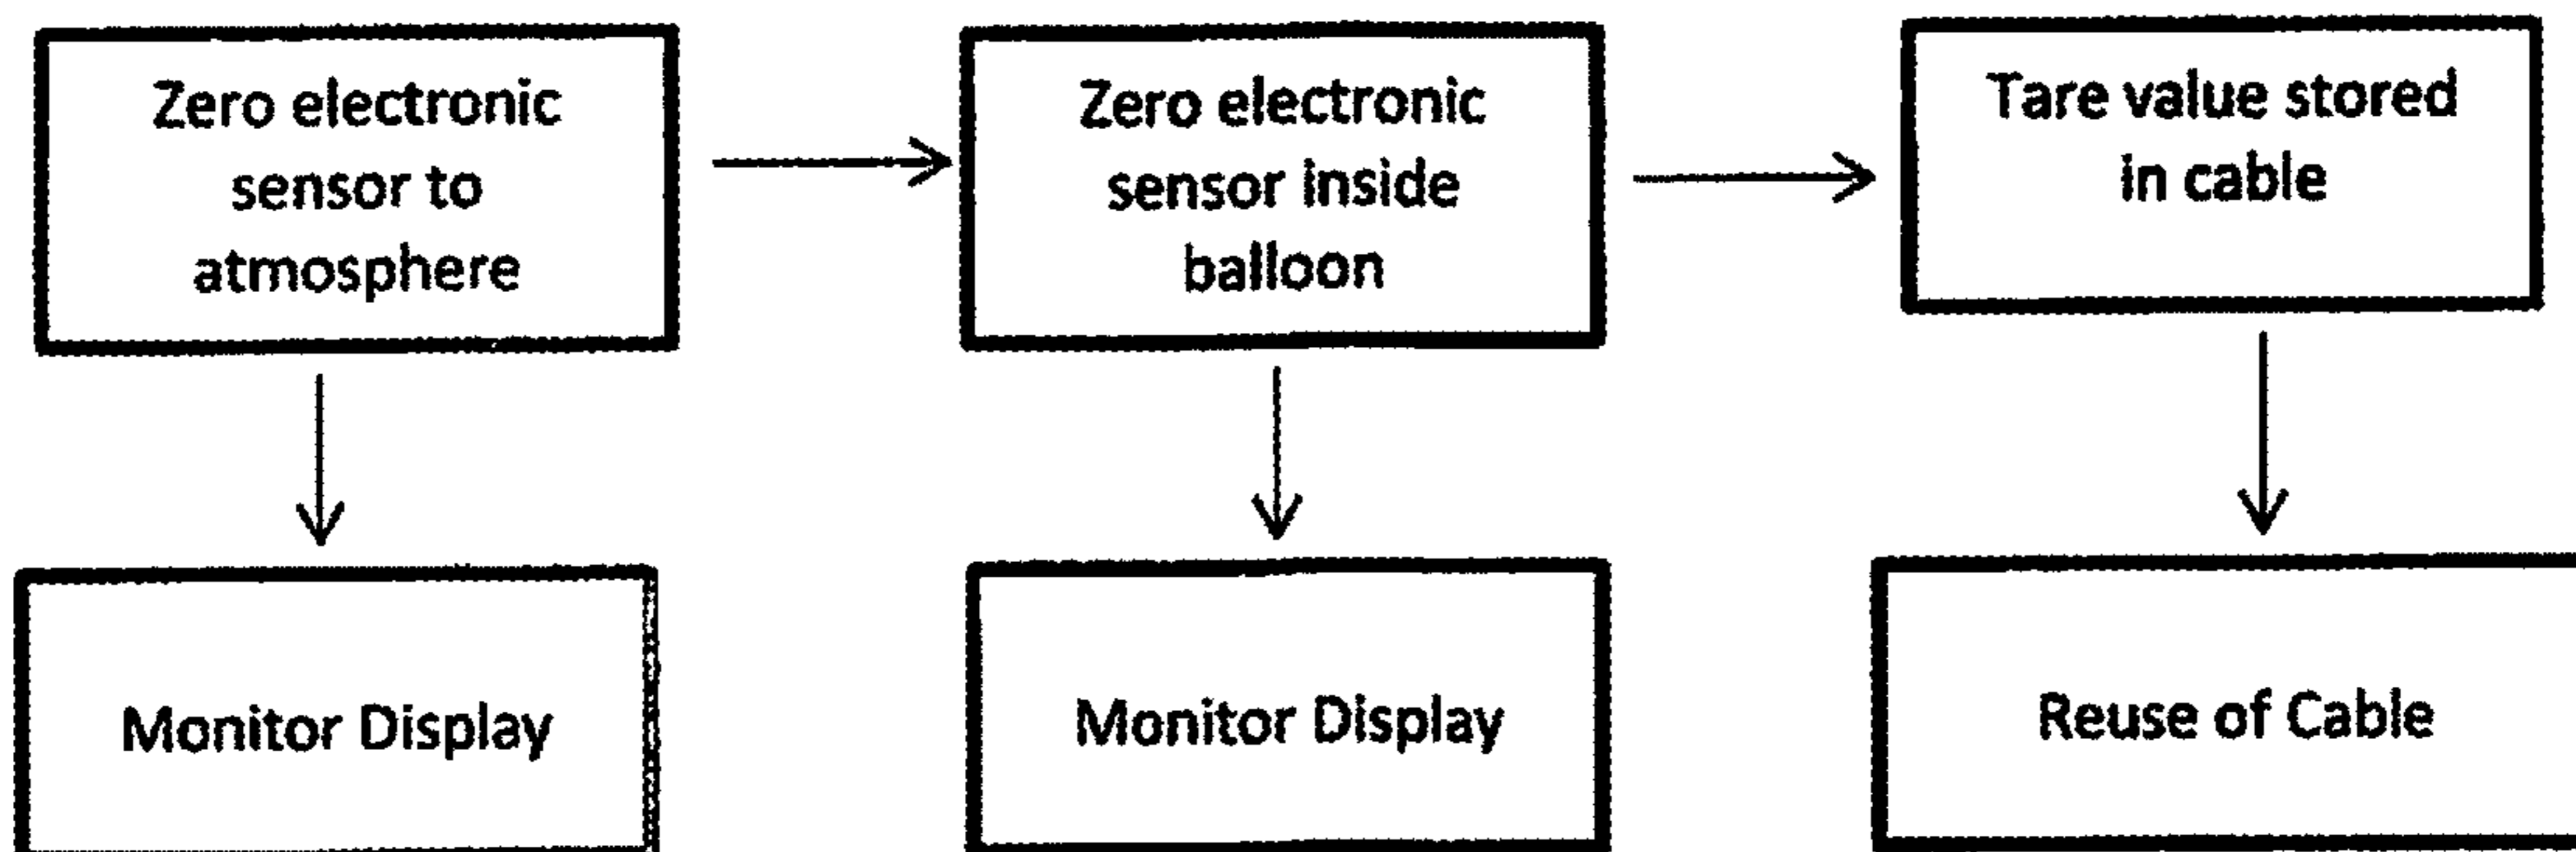 Zero electronic
sensor to
atmosphere
Zero electronic
sensor inside
balloon
Tare value stored
in cable
Monitor Display
Monitor Display
Reuse of Cable